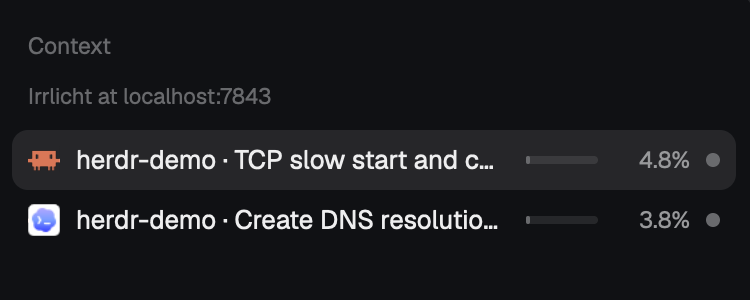 Context
Irrlicht at localhost:7843
herdr-demo · TCP slow start and c... 4.8%
herdr-demo · Create DNS resolutio... 3.8%